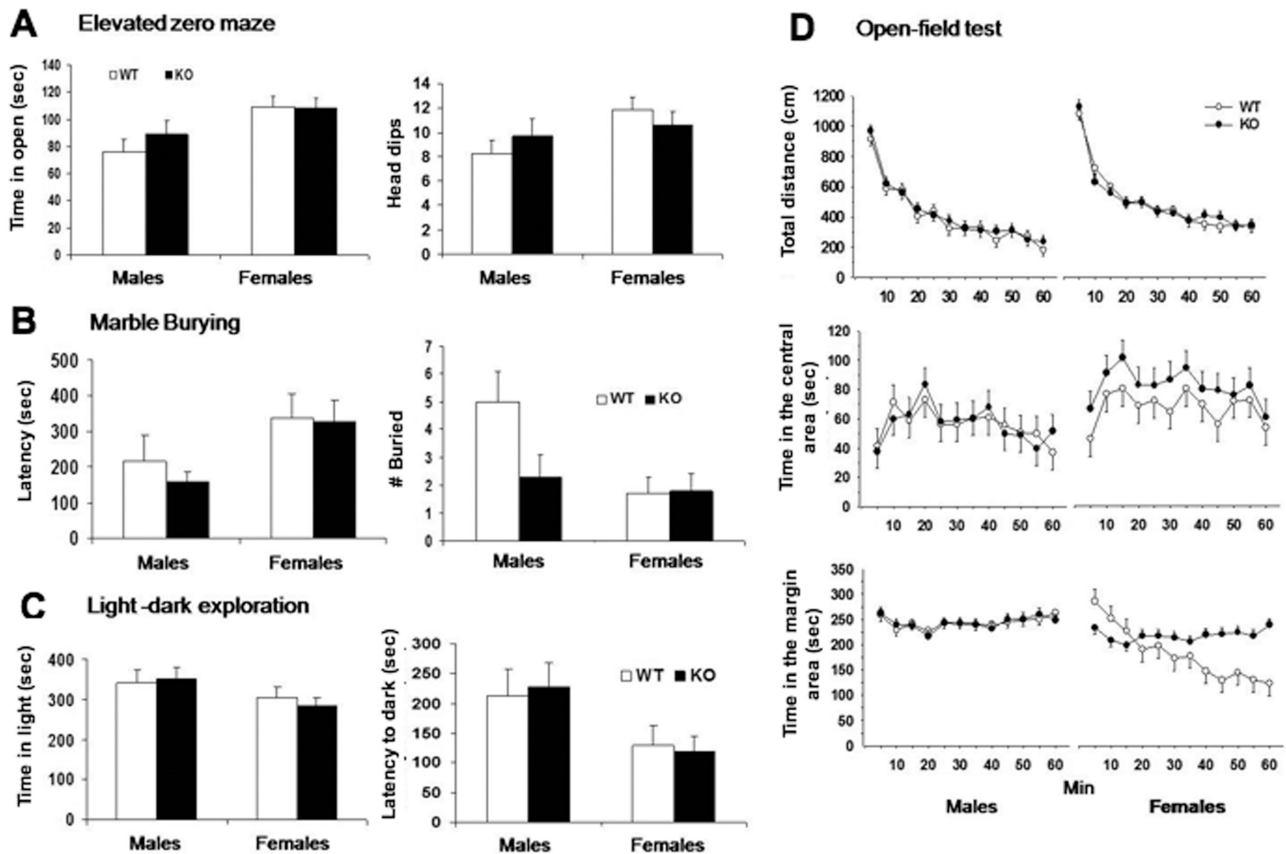 A Elevated zero maze
Time in open (sec)
140
120
100
80
60
40
20
0
WT KO
Males Females
Head dips
14
12
10
8
6
4
2
0
Males Females
B Marble Burying
Latency (sec)
500
400
300
200
100
0
Males Females
# Buried
7
6
5
4
3
2
1
0
WT KO
Males Females
C Light -dark exploration
Time in light (sec)
400
300
200
100
0
Males Females
Latency to dark (sec)
300
250
200
150
100
50
0
WT KO
Males Females
D Open-field test
Total distance (cm)
1200
1000
800
600
400
200
0
WT
KO
10 20 30 40 50 60 10 20 30 40 50 60
Time in the central
area (sec)
120
100
80
60
40
20
0
10 20 30 40 50 60 10 20 30 40 50 60
Time in the margin
area (sec)
350
300
250
200
150
100
50
0
10 20 30 40 50 60 10 20 30 40 50 60
Min
Males Females